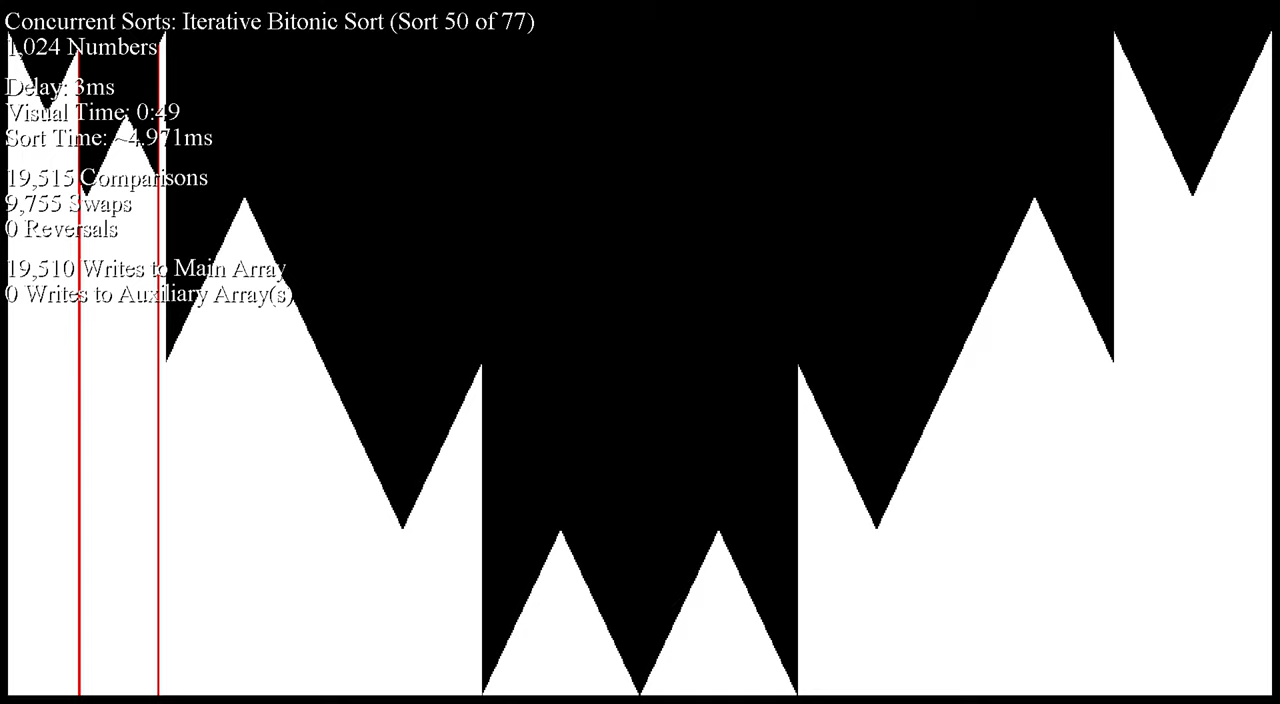 Concurrent Sorts: Iterative Bitonic Sort (Sort 50 of 77)
1,024 Numbers
Delay: 3ms
Visual Time: 0:49
Sort Time: ~4.971ms
19,515 Comparisons
9,755 Swaps
0 Reversals
19,510 Writes to Main Array
0 Writes to Auxiliary Array(s)